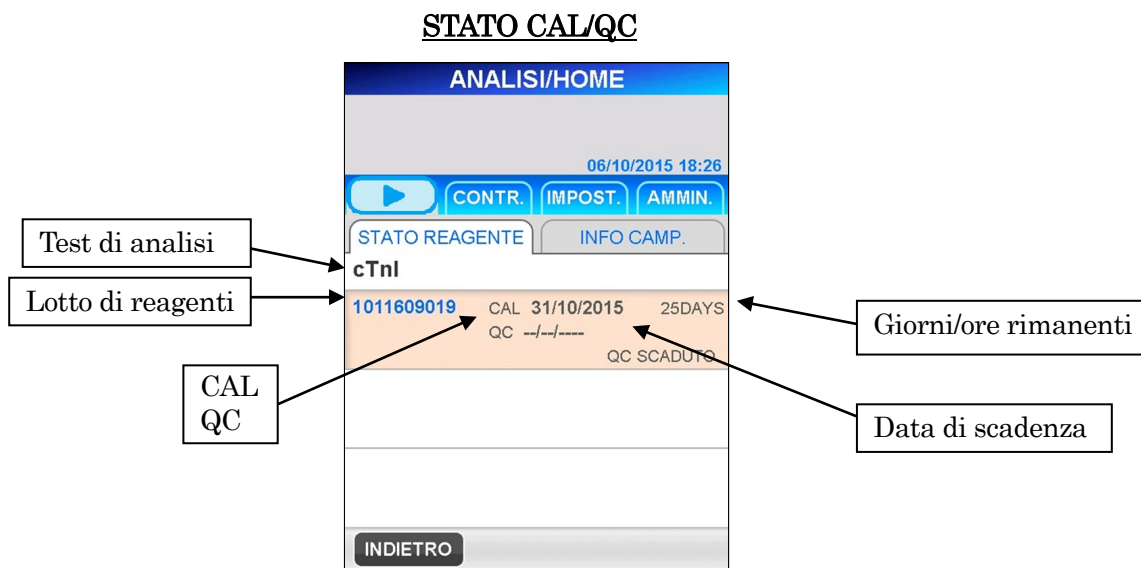 STATO CAL/QC
ANALISI/HOME
06/10/2015 18:26
CONTR. IMPOST. AMMIN.
STATO REAGENTE INFO CAMP.
cTnI
1011609019 CAL 31/10/2015 25DAYS
QC --/--/----
QC SCADUTO
INDIETRO
Test di analisi
Lotto di reagenti
CAL
QC
Giorni/ore rimanenti
Data di scadenza